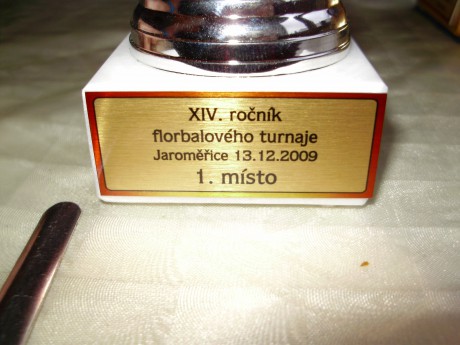 XIV. ročník
florbalového turnaje
Jaroměřice 13.12.2009
1. místo